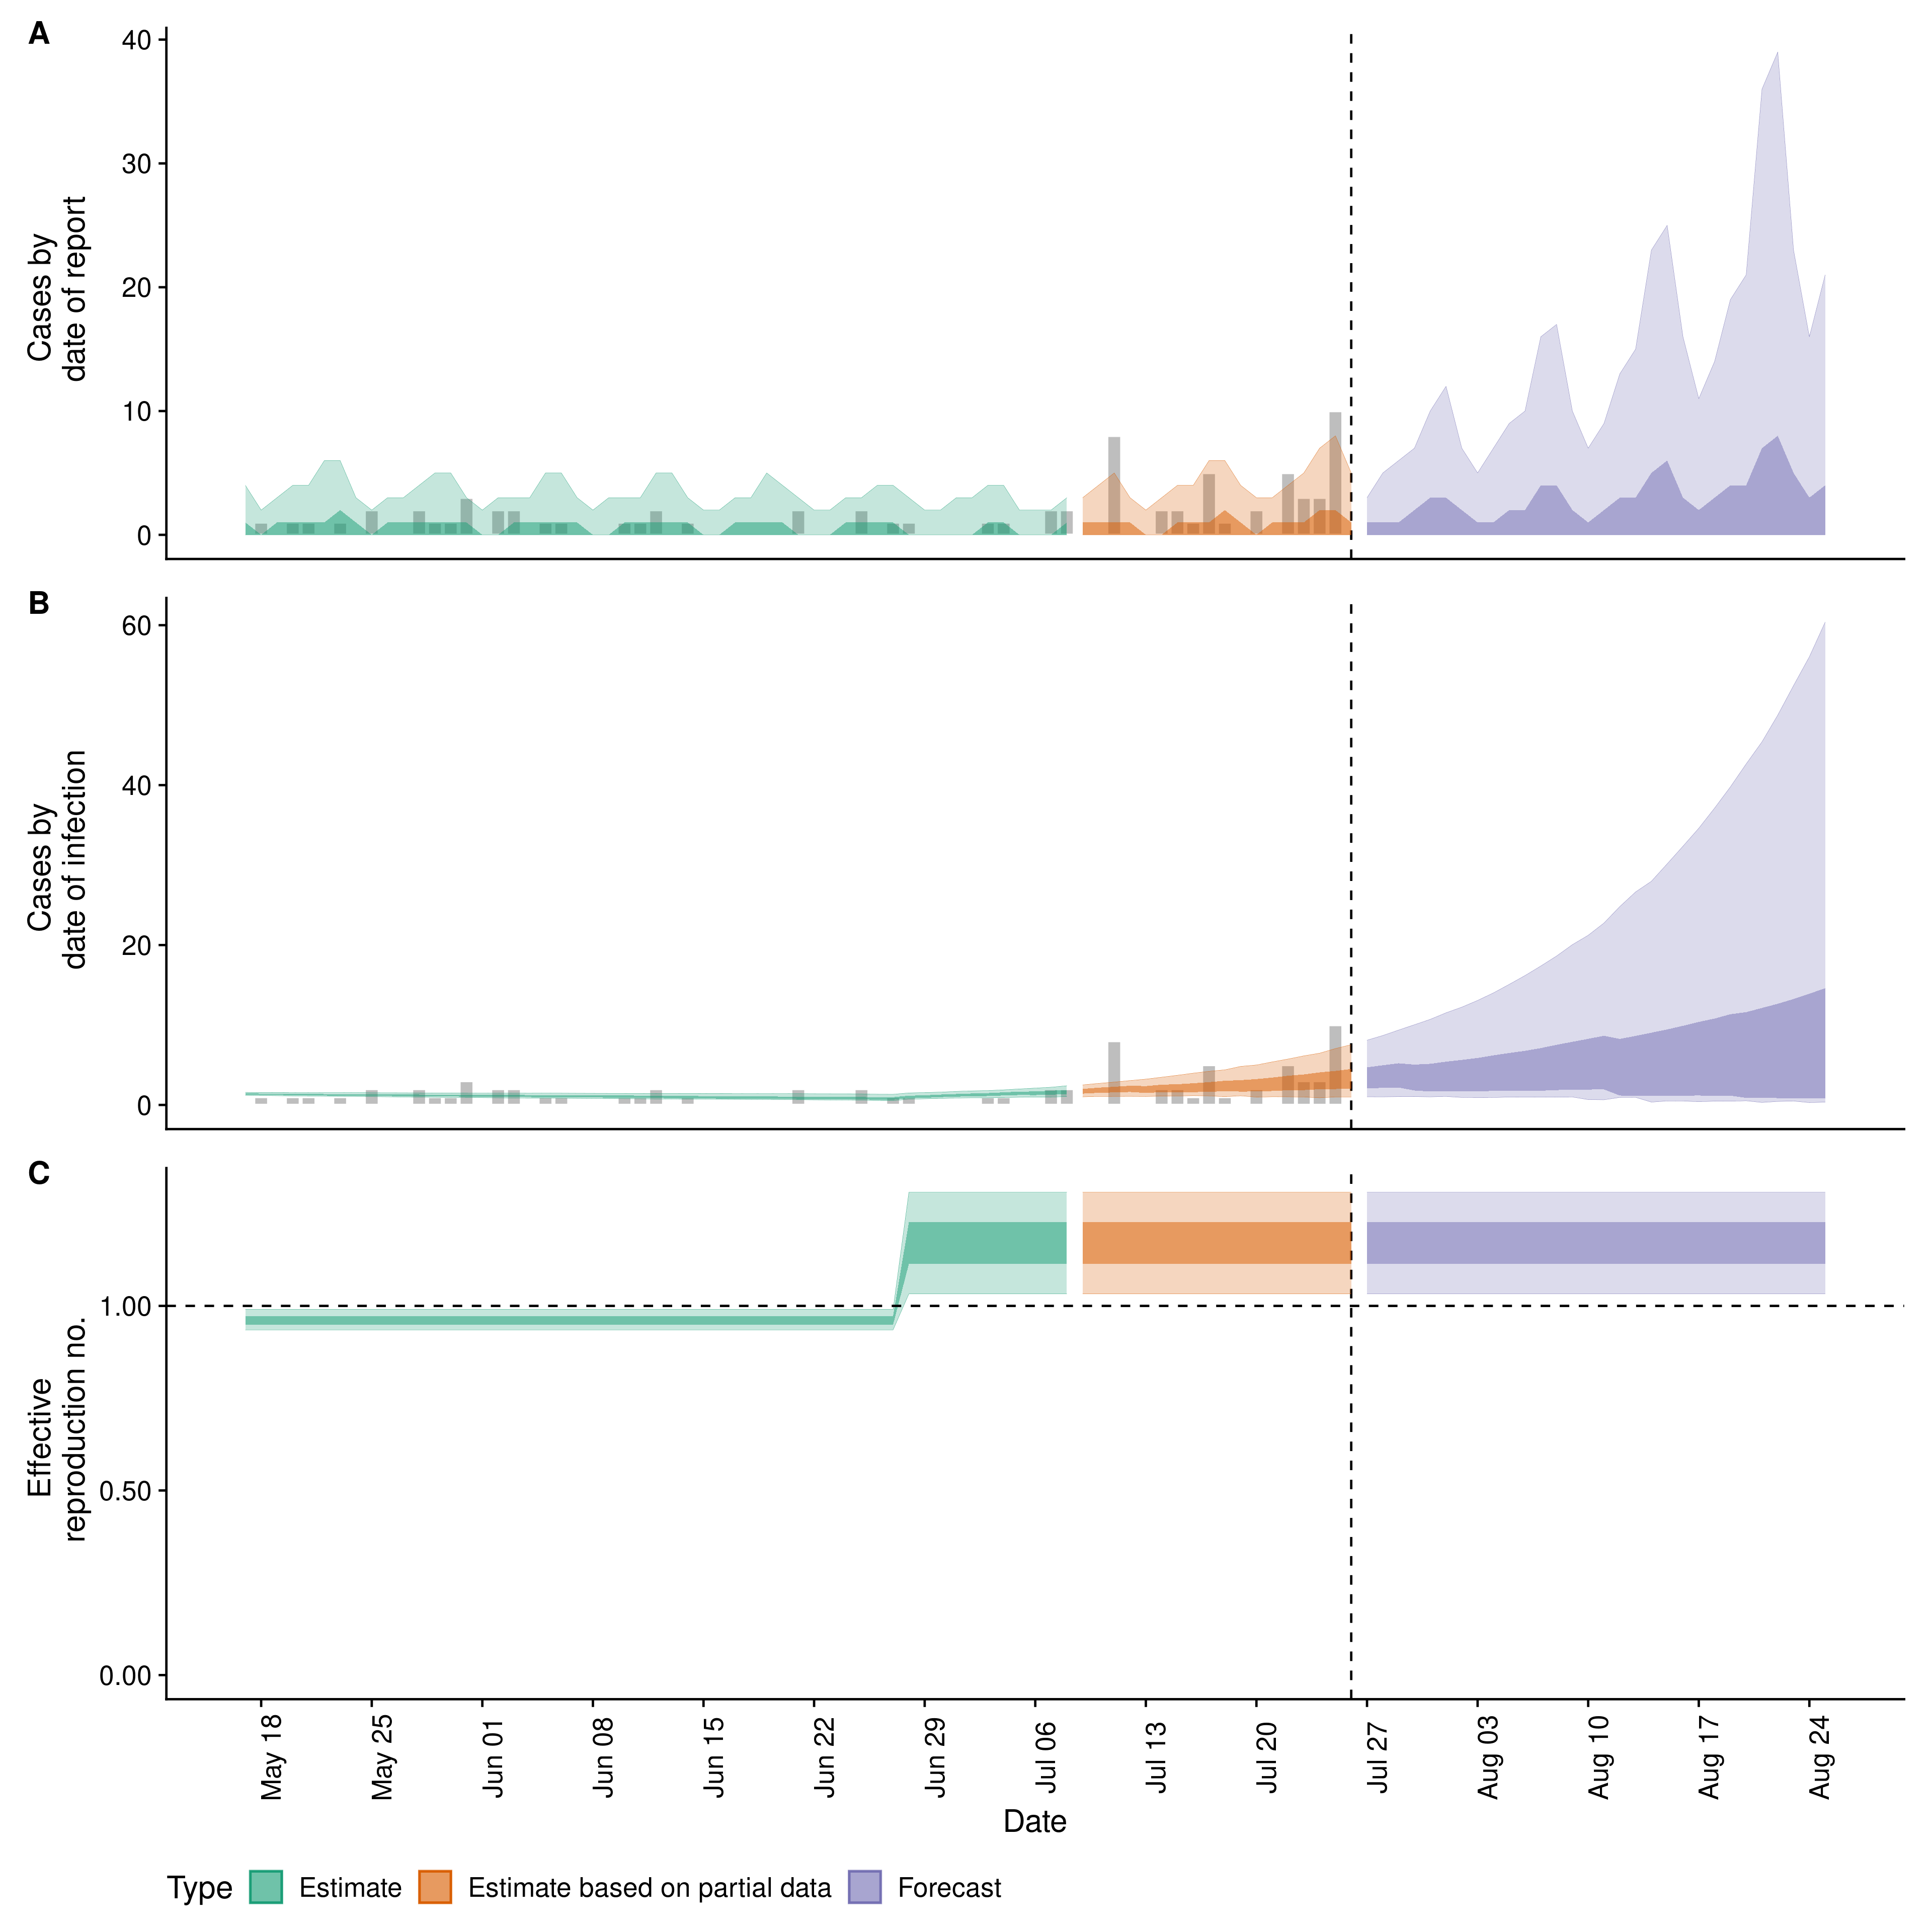 A
Cases by
date of report
40
30
20
10
0
B
Cases by
date of infection
60
40
20
0
C
Effective
reproduction no.
1.00
0.50
0.00
May 18
May 25
Jun 01
Jun 08
Jun 15
Jun 22
Jun 29
Jul 06
Jul 13
Jul 20
Jul 27
Aug 03
Aug 10
Aug 17
Aug 24
Date
Type Estimate Estimate based on partial data Forecast